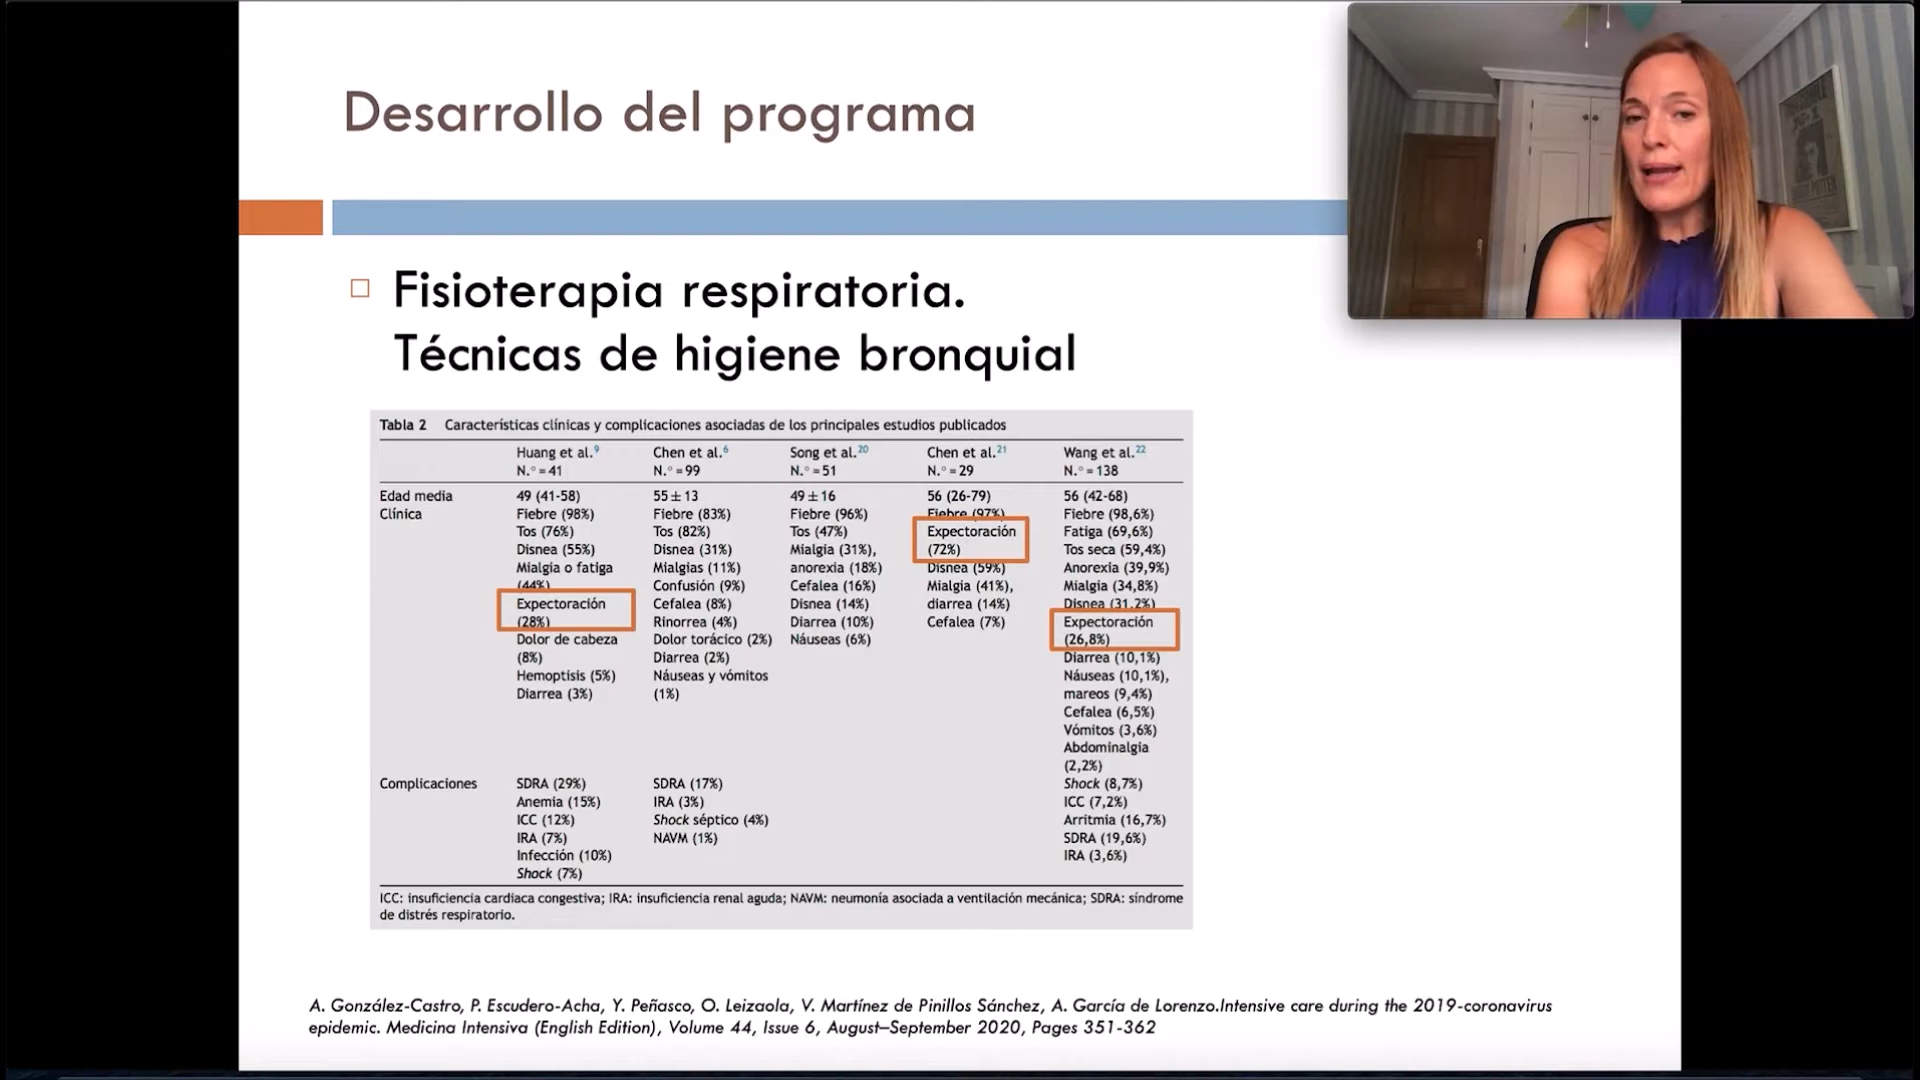 Desarrollo del programa
Fisioterapia respiratoria.
Técnicas de higiene bronquial
Tabla 2 Características clínicas y complicaciones asociadas de los principales estudios publicados
Huang et al.9 Chen et al.6 Song et al.20 Chen et al.21 Wang et al.22
N.° = 41 N.° = 99 N.° = 51 N.° = 29 N.° = 138
Edad media 49 (41-58) 55 ± 13 49 ± 16 56 (26-79) 56 (42-68)
Clínica Fiebre (98%) Fiebre (83%) Fiebre (96%) Fiebre (97%) Fiebre (98,6%)
Tos (76%) Tos (82%) Tos (47%) Expectoración Fatiga (69,6%)
Disnea (55%) Disnea (31%) Mialgia (31%), (72%) Tos seca (59,4%)
Mialgia o fatiga Mialgias (11%) anorexia (18%) Disnea (59%) Anorexia (39,9%)
(44%) Confusión (9%) Cefalea (16%) Mialgia (41%), Mialgia (34,8%)
Expectoración Cefalea (8%) Disnea (14%) diarrea (14%) Disnea (31,2%)
(28%) Rinorrea (4%) Diarrea (10%) Cefalea (7%) Expectoración
Dolor de cabeza Dolor torácico (2%) Náuseas (6%) (26,8%)
(8%) Diarrea (2%) Diarrea (10,1%)
Hemoptisis (5%) Náuseas y vómitos Náuseas (10,1%),
Diarrea (3%) (1%) mareos (9,4%)
Cefalea (6,5%)
Vómitos (3,6%)
Abdominalgia
(2,2%)
Complicaciones SDRA (29%) SDRA (17%) Shock (8,7%)
Anemia (15%) IRA (3%) ICC (7,2%)
ICC (12%) Shock séptico (4%) Arritmia (16,7%)
IRA (7%) NAVM (1%) SDRA (19,6%)
Infección (10%) IRA (3,6%)
Shock (7%)
ICC: insuficiencia cardiaca congestiva; IRA: insuficiencia renal aguda; NAVM: neumonía asociada a ventilación mecánica; SDRA: síndrome
de distrés respiratorio.
A. González-Castro, P. Escudero-Acha, Y. Peñasco, O. Leizaola, V. Martínez de Pinillos Sánchez, A. García de Lorenzo.Intensive care during the 2019-coronavirus
epidemic. Medicina Intensiva (English Edition), Volume 44, Issue 6, August–September 2020, Pages 351-362